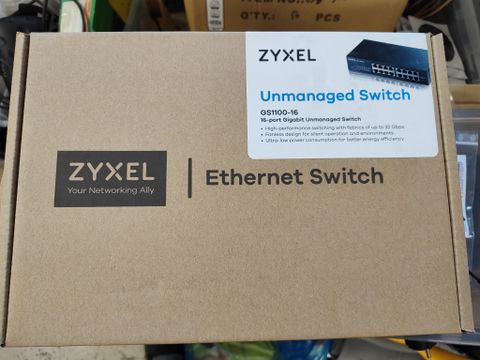 Q'TY.:
PCS
ZYXEL
Unmanaged Switch
GS1100-16
16-port Gigabit Unmanaged Switch
• High-performance switching with fabrics of up to 32 Gbps
• Fanless design for silent operation and environments
• Ultra-low power consumption for better energy efficiency
ZYXEL
Your Networking Ally
Ethernet Switch